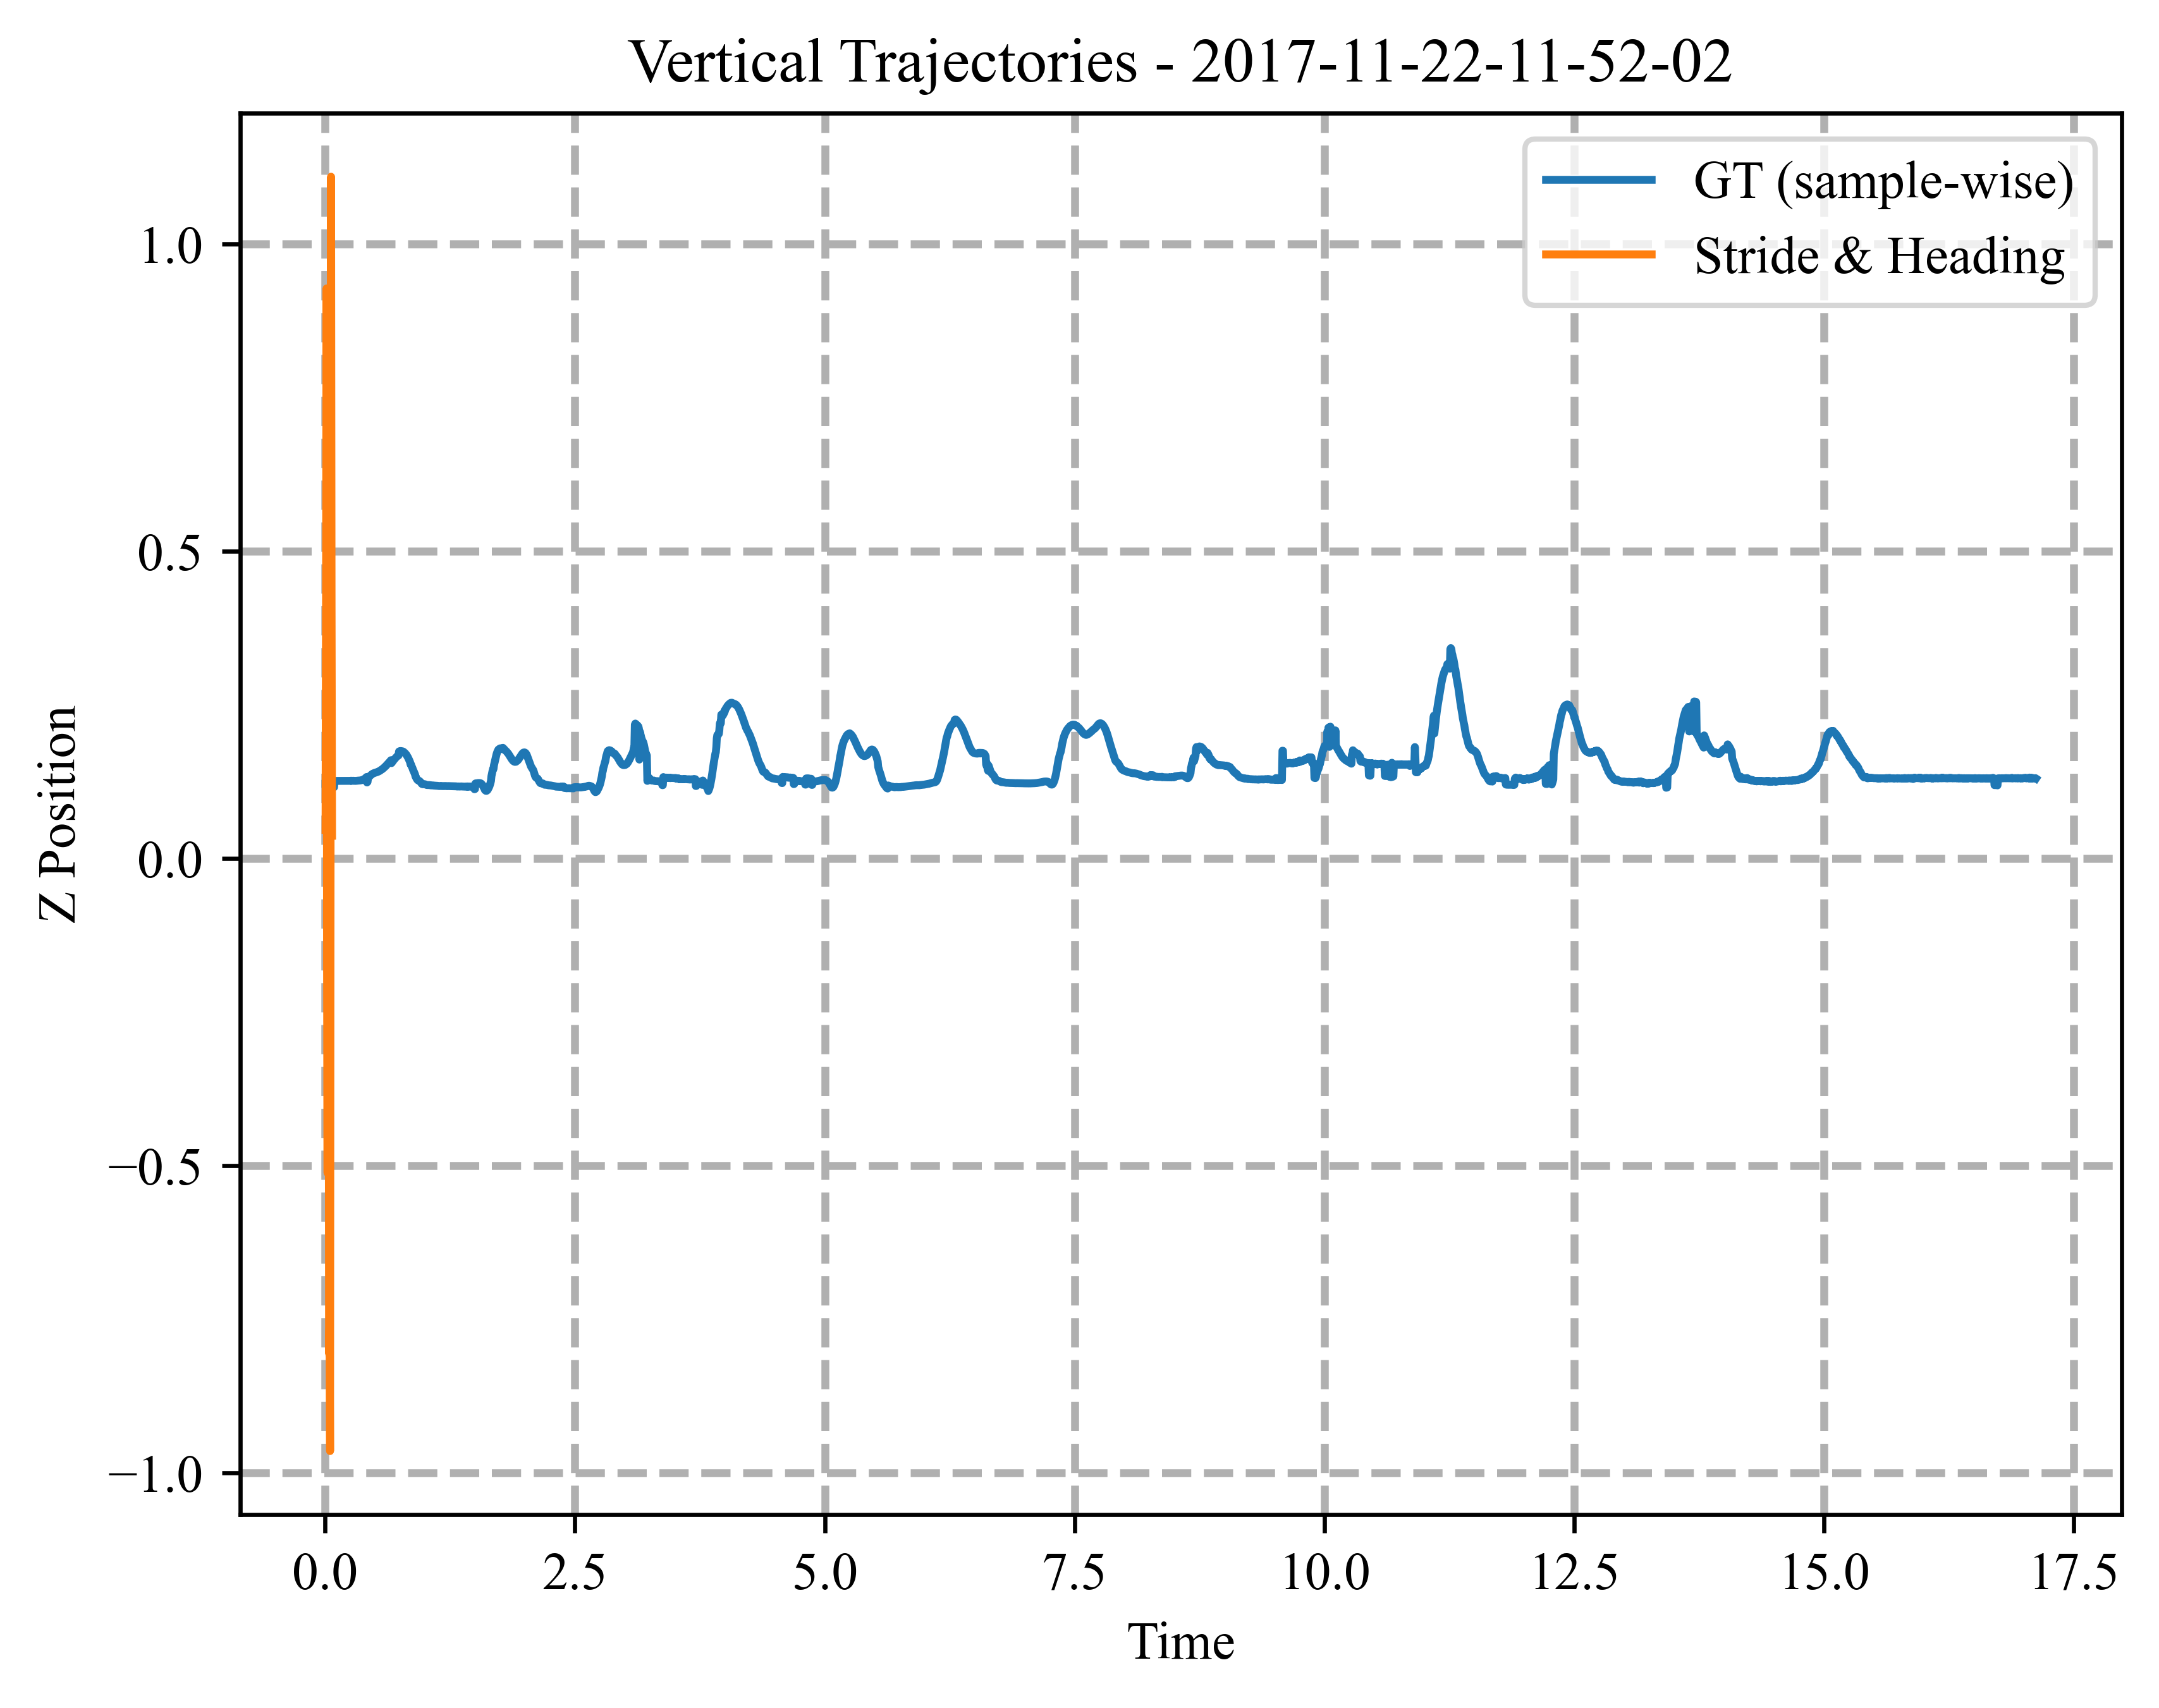 Vertical Trajectories - 2017-11-22-11-52-02
GT (sample-wise)
Stride & Heading
Z Position
1.0
0.5
0.0
−0.5
−1.0
0.0 2.5 5.0 7.5 10.0 12.5 15.0 17.5
Time